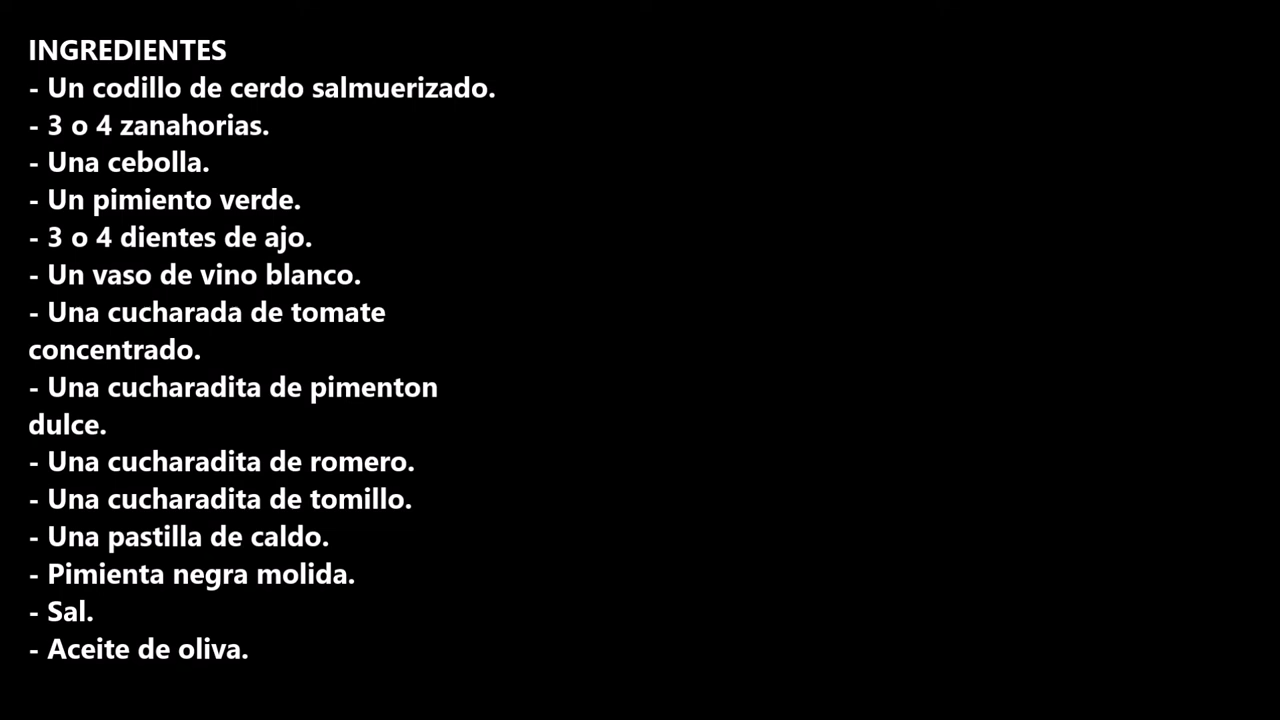 INGREDIENTES
- Un codillo de cerdo salmuerizado.
- 3 o 4 zanahorias.
- Una cebolla.
- Un pimiento verde.
- 3 o 4 dientes de ajo.
- Un vaso de vino blanco.
- Una cucharada de tomate
concentrado.
- Una cucharadita de pimenton
dulce.
- Una cucharadita de romero.
- Una cucharadita de tomillo.
- Una pastilla de caldo.
- Pimienta negra molida.
- Sal.
- Aceite de oliva.